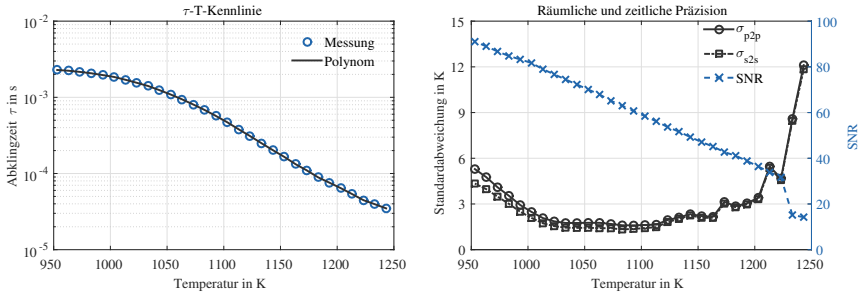 τ-T-Kennlinie
10⁻¹
10⁻²
10⁻³
10⁻⁴
10⁻⁵
Abklingzeit τ in s
Messung
Polynom
950 1000 1050 1100 1150 1200 1250
Temperatur in K
Räumliche und zeitliche Präzision
15
12
9
6
3
0
Standardabweichung in K
σp2p
σs2s
SNR
100
80
60
40
20
0
SNR
950 1000 1050 1100 1150 1200 1250
Temperatur in K